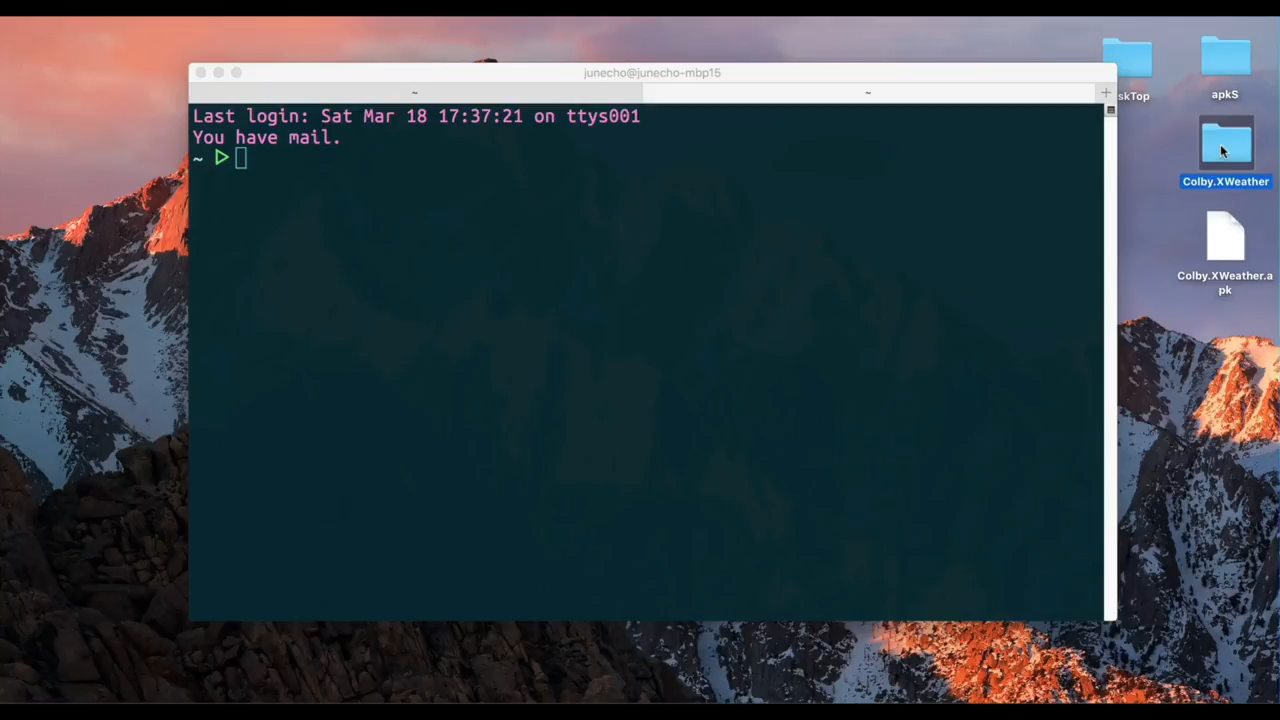 junecho@junecho-mbp15
~
~
+
Last login: Sat Mar 18 17:37:21 on ttys001
You have mail.
~
skTop
apkS
Colby.XWeather
Colby.XWeather.a
pk